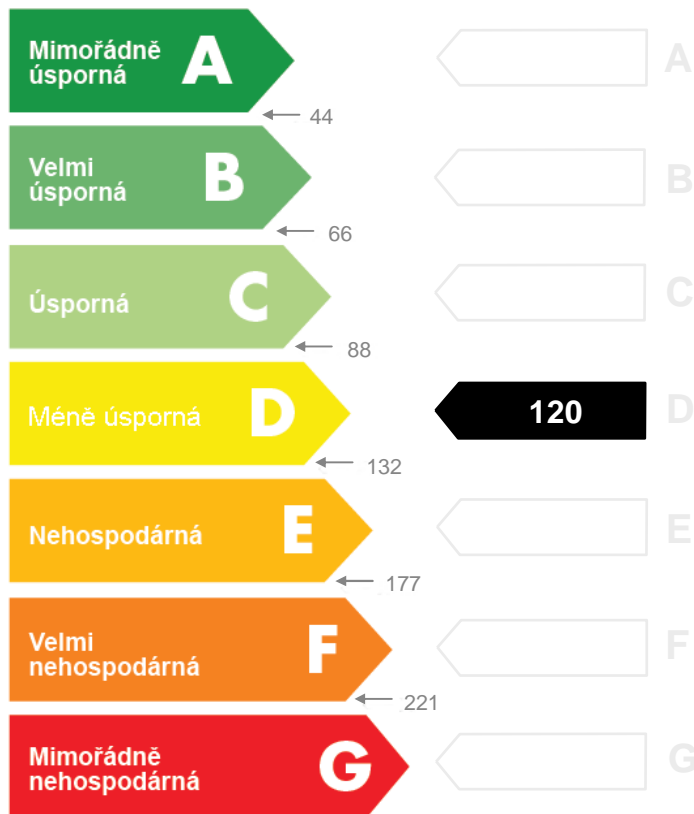 Mimořádně
úsporná
A
A
44
Velmi
úsporná
B
B
66
Úsporná
C
C
88
Méně úsporná
D
120
D
132
Nehospodárná
E
E
177
Velmi
nehospodárná
F
F
221
Mimořádně
nehospodárná
G
G